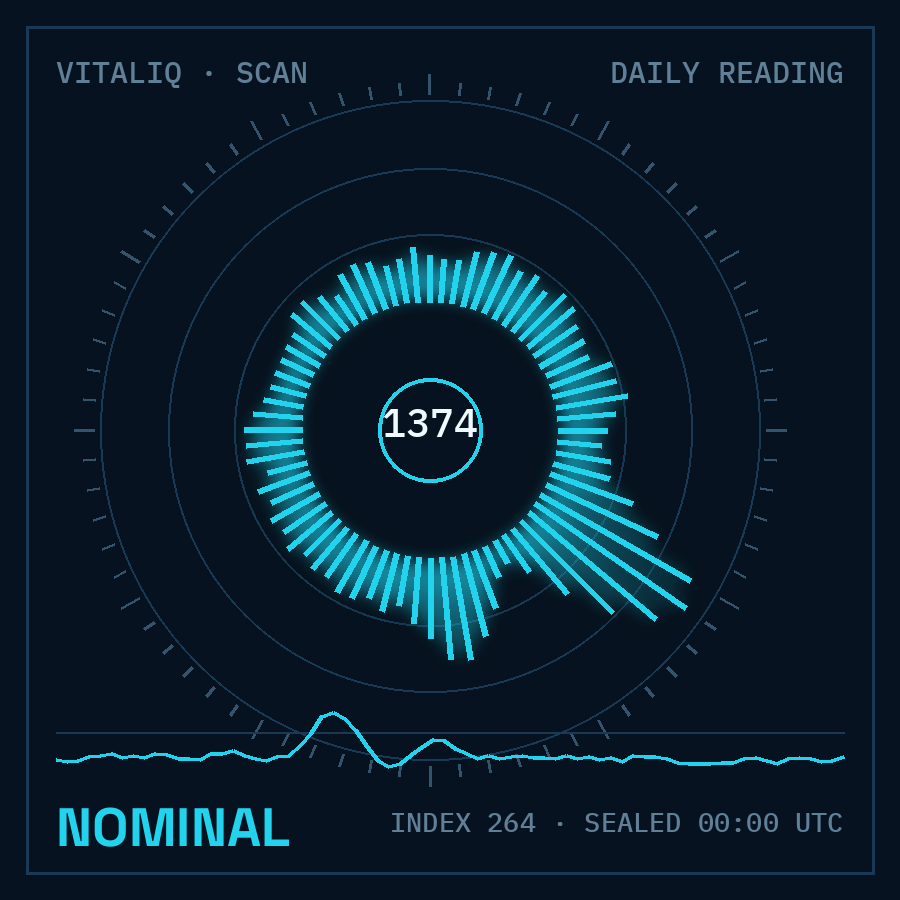 VITALIQ · SCAN
DAILY READING
1374
NOMINAL
INDEX 264 · SEALED 00:00 UTC